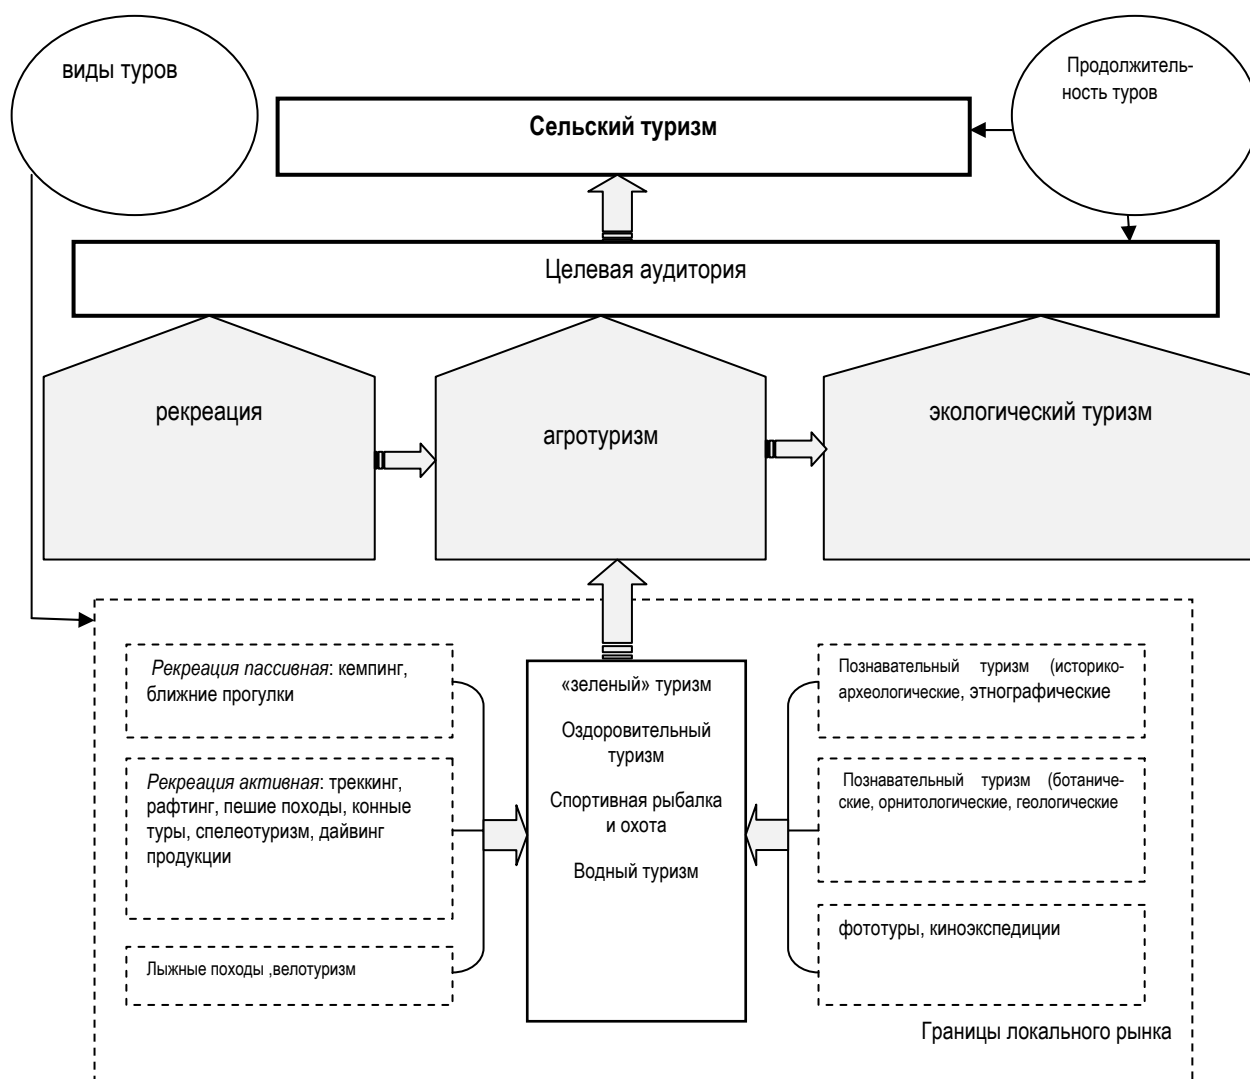 виды туров
Продолжитель-
ность туров
Сельский туризм
Целевая аудитория
рекреация
агротуризм
экологический туризм
Рекреация пассивная: кемпинг,
ближние прогулки
Рекреация активная: треккинг,
рафтинг, пешие походы, конные
туры, спелеотуризм, дайвинг
продукции
Лыжные походы ,велотуризм
«зеленый» туризм
Оздоровительный
туризм
Спортивная рыбалка
и охота
Водный туризм
Познавательный туризм (историко-
археологические, этнографические
Познавательный туризм (ботаниче-
ские, орнитологические, геологические
фототуры, киноэкспедиции
Границы локального рынка